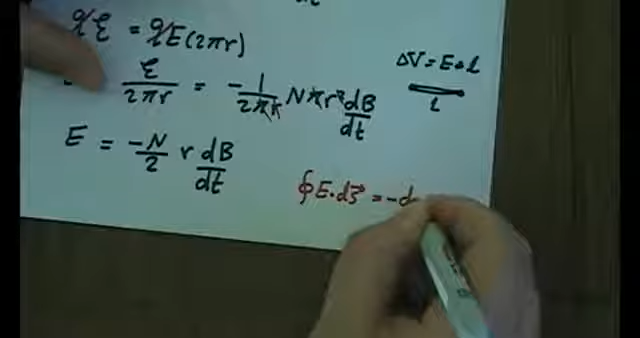 qℰ = qE(2πr)
ΔV = E • L
ℰ/2πr = -1/2πr Nπr² dB/dt
L
E = -N/2 r dB/dt
∮E·ds⃗ = -d